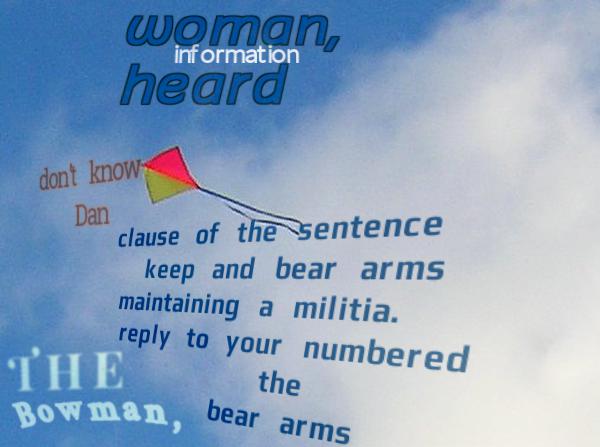 woman,
information
heard
don't know
Dan
clause of the sentence
keep and bear arms
maintaining a militia.
reply to your numbered
the
bear arms
THE
Bowman,